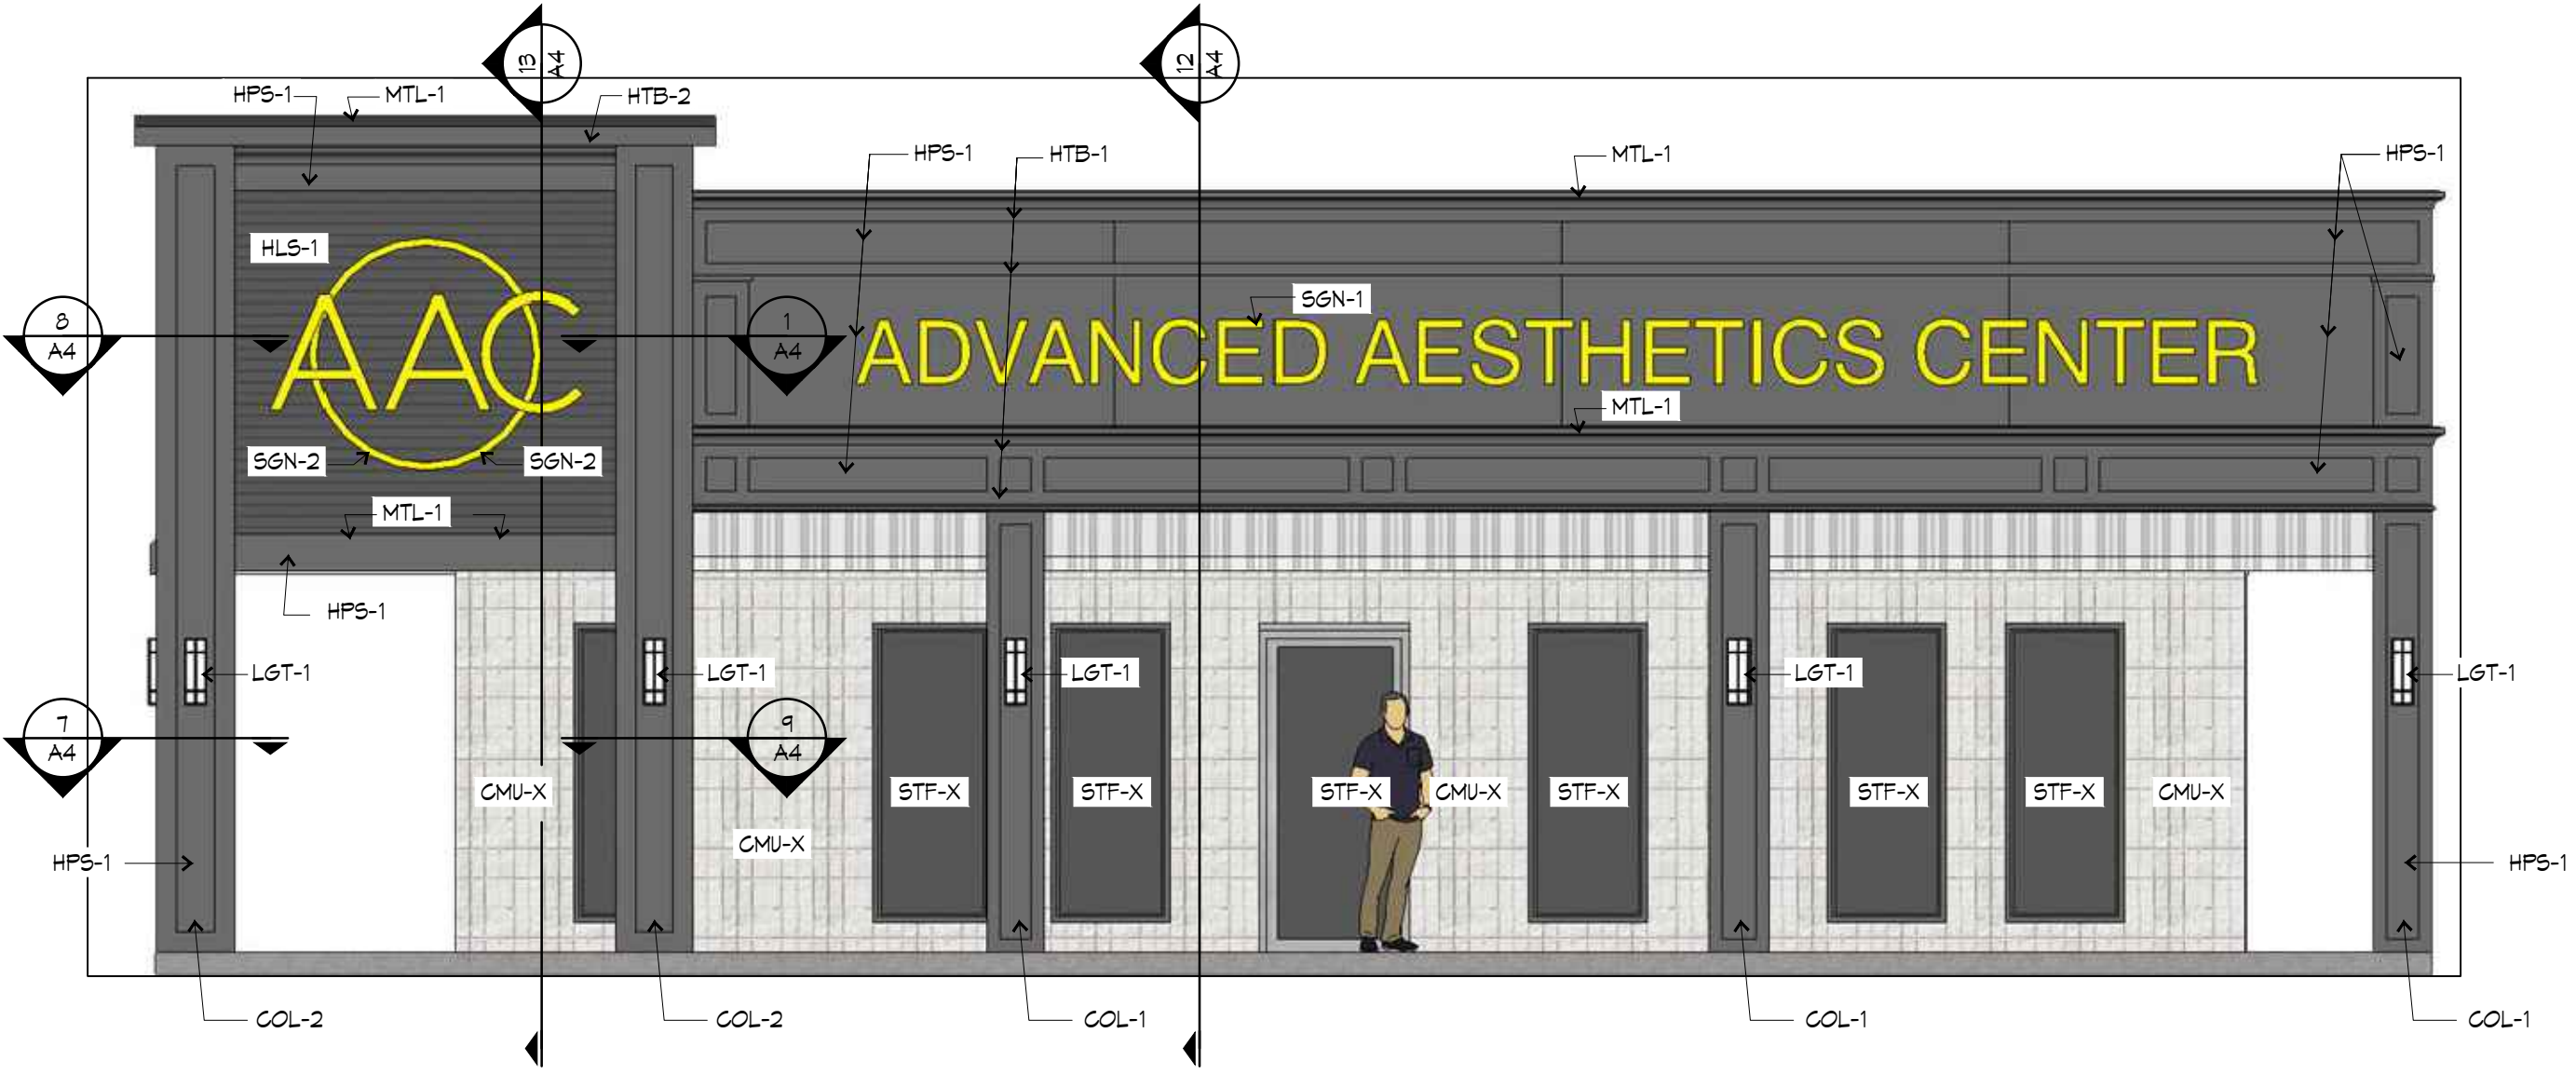 13
A4
12
A4
HPS-1
MTL-1
HTB-2
HPS-1
HTB-1
MTL-1
HPS-1
HLS-1
SGN-1
8
A4
AAC
1
A4
ADVANCED AESTHETICS CENTER
MTL-1
SGN-2
SGN-2
MTL-1
HPS-1
LGT-1
LGT-1
LGT-1
LGT-1
LGT-1
7
A4
9
A4
CMU-X
STF-X
STF-X
STF-X
CMU-X
STF-X
STF-X
STF-X
CMU-X
CMU-X
HPS-1
HPS-1
COL-2
COL-2
COL-1
COL-1
COL-1